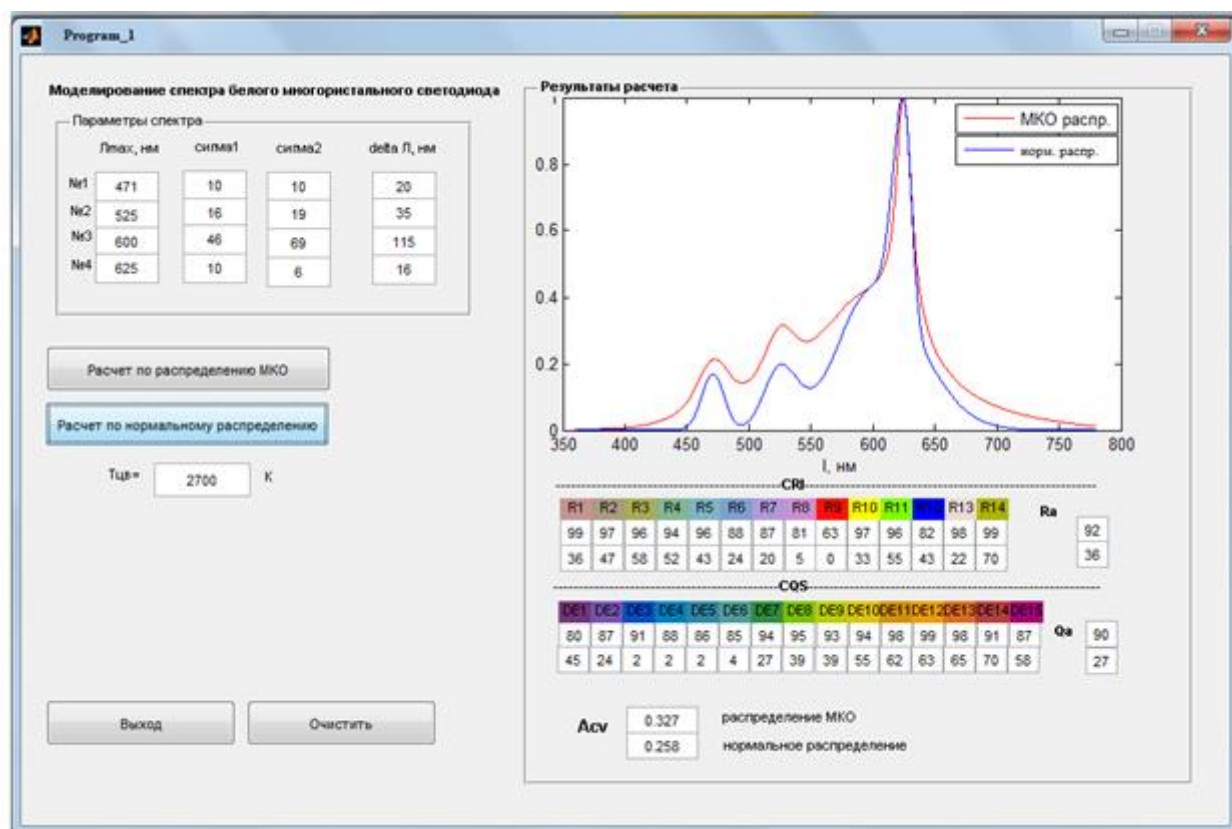 Program_1
Моделирование спектра белого многористального светодиода
Параметры спектра
Лmax, нм сигма1 сигма2 delta Л, нм
№1 471 10 10 20
№2 525 16 19 35
№3 600 46 69 115
№4 625 10 6 16
Расчет по распределению МКО
Расчет по нормальному распределению
Тцв= 2700 К
Выход Очистить
Результаты расчета
МКО распр.
норм. распр.
1
0.8
0.6
0.4
0.2
0
350 400 450 500 550 600 650 700 750 800
l, нм
CRI
R1 R2 R3 R4 R5 R6 R7 R8 R9 R10 R11 R12 R13 R14 Ra
99 97 96 94 96 88 87 81 63 97 96 82 98 99 92
36 47 58 52 43 24 20 5 0 33 55 43 22 70 36
CQS
DE1 DE2 DE3 DE4 DE5 DE6 DE7 DE8 DE9 DE10 DE11 DE12 DE13 DE14 DE15 Qa
80 87 91 88 86 85 94 95 93 94 98 99 98 91 87 90
45 24 2 2 2 4 27 39 39 55 62 63 65 70 58 27
Acv
0.327 распределение МКО
0.258 нормальное распределение